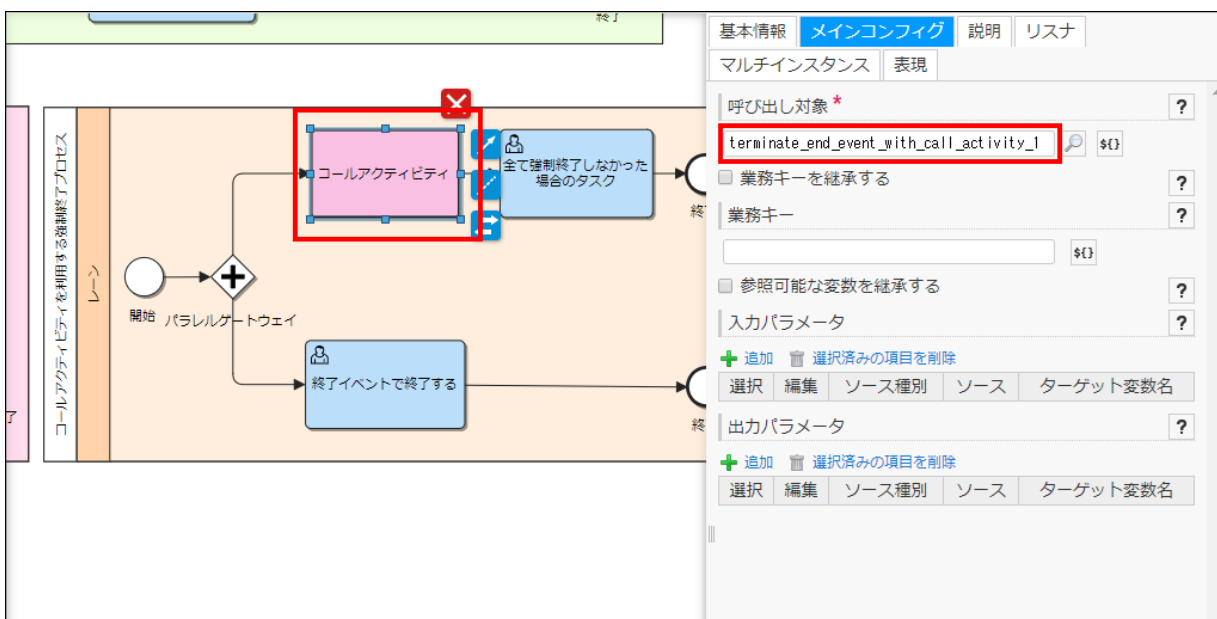 終了
基本情報 メインコンフィグ 説明 リスナ
マルチインスタンス 表現
呼び出し対象 * ?
terminate_end_event_with_call_activity_1 ${}
業務キーを継承する ?
業務キー ?
${}
参照可能な変数を継承する ?
入力パラメータ ?
追加 選択済みの項目を削除
選択 編集 ソース種別 ソース ターゲット変数名
出力パラメータ ?
追加 選択済みの項目を削除
選択 編集 ソース種別 ソース ターゲット変数名
了
コールアクティビティを利用する強制終了プロセス
レーン
開始
パラレルゲートウェイ
コールアクティビティ
全て強制終了しなかった
場合のタスク
終
終了イベントで終了する
終